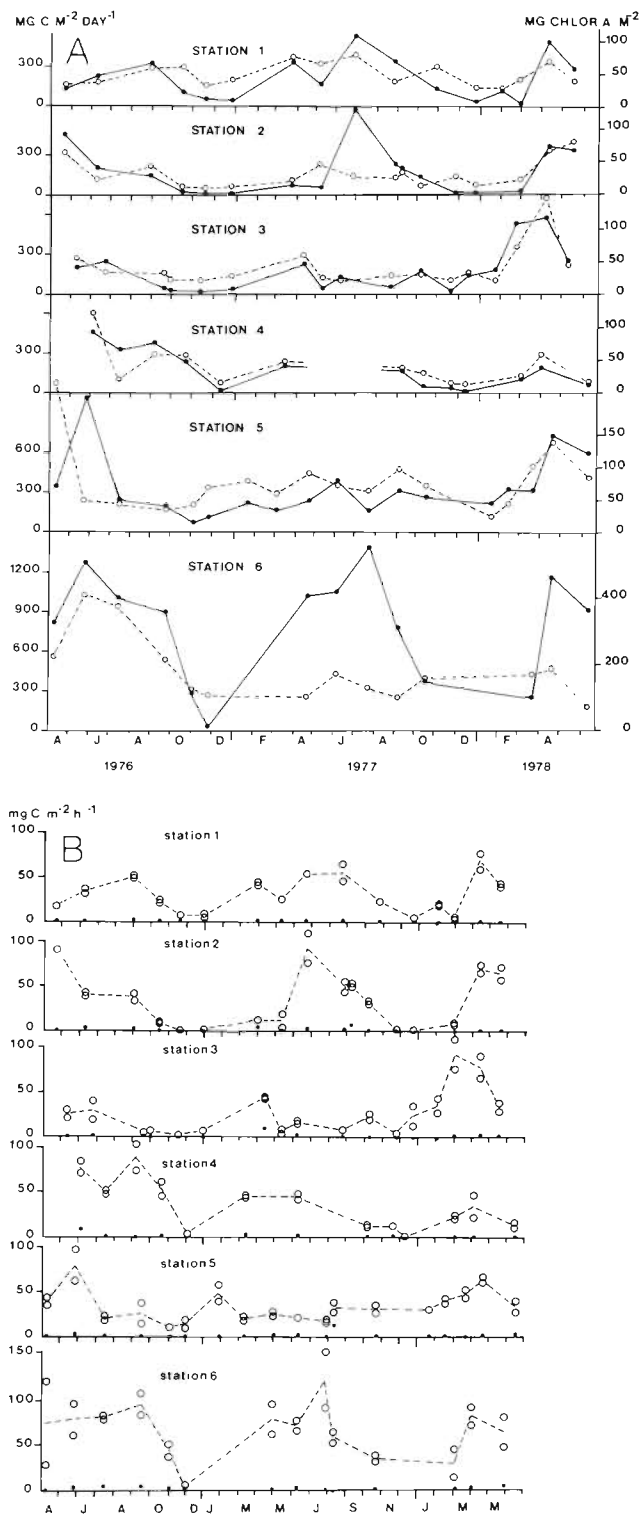 MG C M⁻² DAY⁻¹ MG CHLOR A M⁻²
A
STATION 1
300
0
100
50
0
STATION 2
300
0
100
50
0
STATION 3
300
0
100
50
0
STATION 4
300
0
100
50
0
STATION 5
600
300
0
150
100
50
0
STATION 6
1200
900
600
300
0
400
200
0
A J A O D F A J A O D F A
1976 1977 1978
mg C m⁻² h⁻¹
B
station 1
100
50
0
station 2
100
50
0
station 3
100
50
0
station 4
100
50
0
station 5
100
50
0
station 6
150
100
50
0
A J A O D J M M J S N J M M